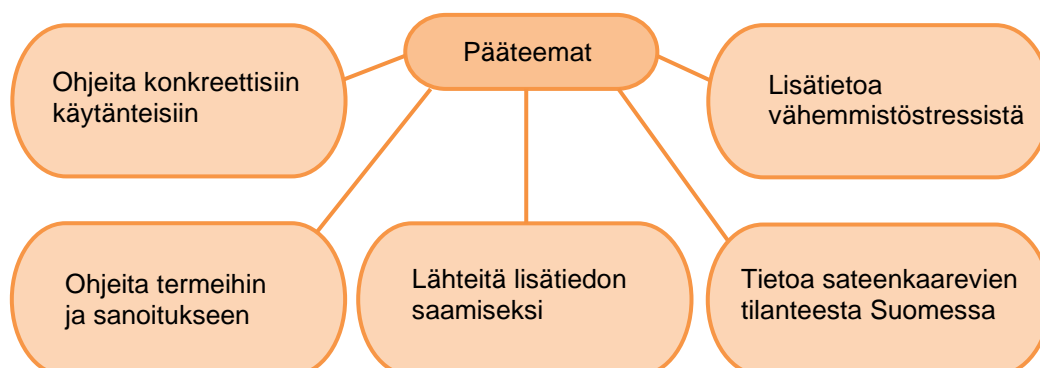 Pääteemat
Ohjeita konkreettisiin
käytänteisiin
Lisätietoa
vähemmistöstressistä
Ohjeita termeihin
ja sanoitukseen
Lähteitä lisätiedon
saamiseksi
Tietoa sateenkaarevien
tilanteesta Suomessa